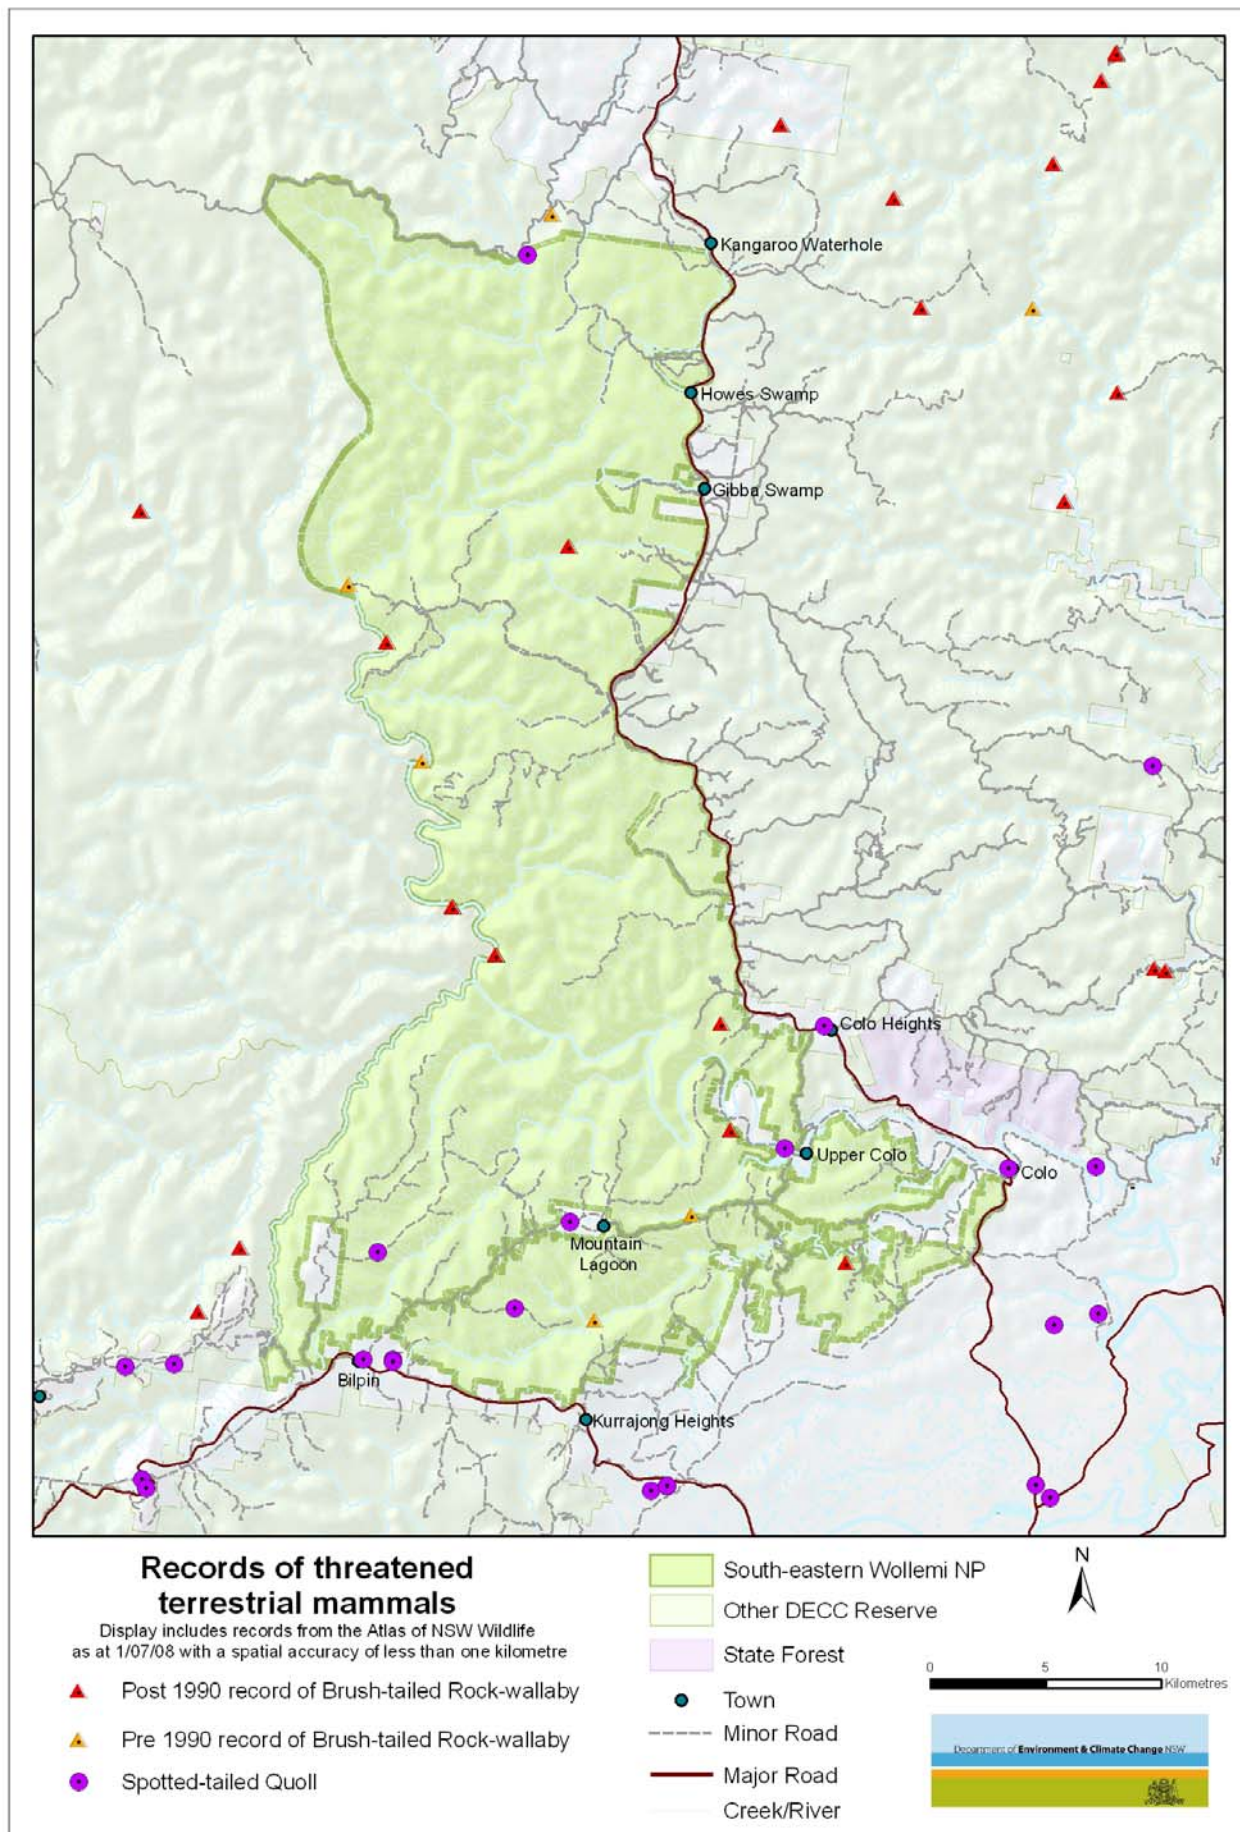 Kangaroo Waterhole
Howes Swamp
Gibba Swamp
Colo Heights
Upper Colo
Colo
Mountain
Lagoon
Bilpin
Kurrajong Heights
Records of threatened
terrestrial mammals
Display includes records from the Atlas of NSW Wildlife
as at 1/07/08 with a spatial accuracy of less than one kilometre
Post 1990 record of Brush-tailed Rock-wallaby
Pre 1990 record of Brush-tailed Rock-wallaby
Spotted-tailed Quoll
South-eastern Wollemi NP
Other DECC Reserve
State Forest
Town
Minor Road
Major Road
Creek/River
N
0 5 10
Kilometres
Department of Environment & Climate Change NSW